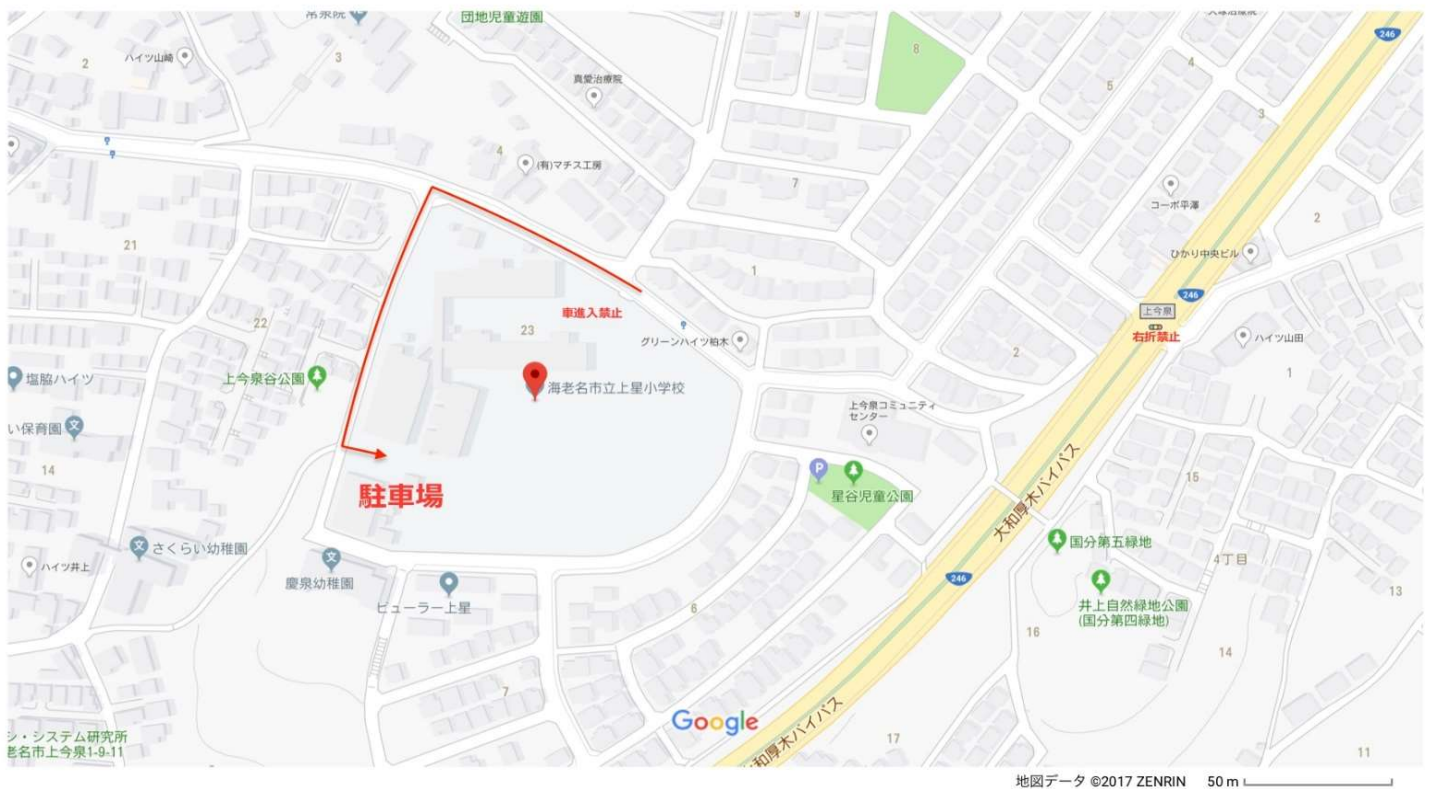 常泉院
団地児童遊園
9
大塚治療院
246
ハイツ山崎
2
3
8
4
5
真愛治療院
3
4
(有)マチス工房
7
コーポ平澤
2
21
ひかり中央ビル
1
246
上今泉
右折禁止
車進入禁止
22
23
グリーンハイツ柏木
2
ハイツ山田
1
塩脇ハイツ
上今泉谷公園
海老名市立上星小学校
上今泉コミュニティ
センター
い保育園
14
P
星谷児童公園
15
駐車場
大和厚木バイパス
国分第五緑地
さくらい幼稚園
4丁目
ハイツ井上
慶泉幼稚園
ビューラー上星
246
13
井上自然緑地公園
(国分第四緑地)
6
16
14
7
Google
ン・システム研究所
老名市上今泉1-9-11
和厚木バイパス
17
11
地図データ ©2017 ZENRIN 50 m